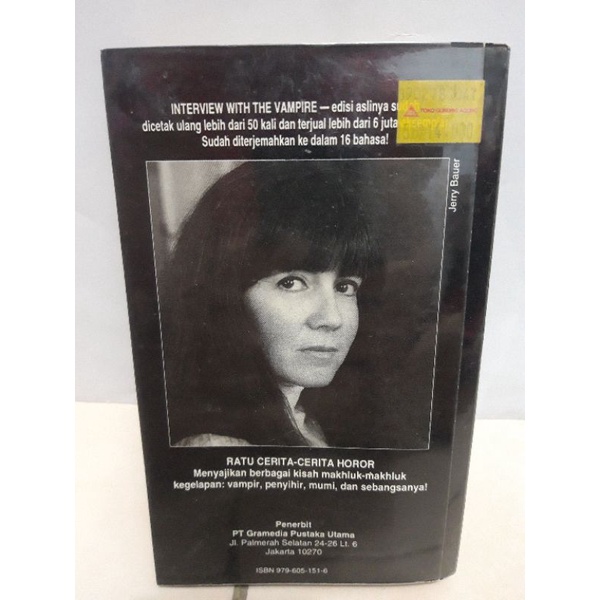 INTERVIEW WITH THE VAMPIRE — edisi aslinya
dicetak ulang lebih dari 50 kali dan terjual lebih dari 6 juta
Sudah diterjemahkan ke dalam 16 bahasa!
Jerry Bauer
RATU CERITA-CERITA HOROR
Menyajikan berbagai kisah makhluk-makhluk
kegelapan: vampir, penyihir, mumi, dan sebangsanya!
Penerbit
PT Gramedia Pustaka Utama
Jl. Palmerah Selatan 24-26 Lt. 6
Jakarta 10270
ISBN 979-605-151-6